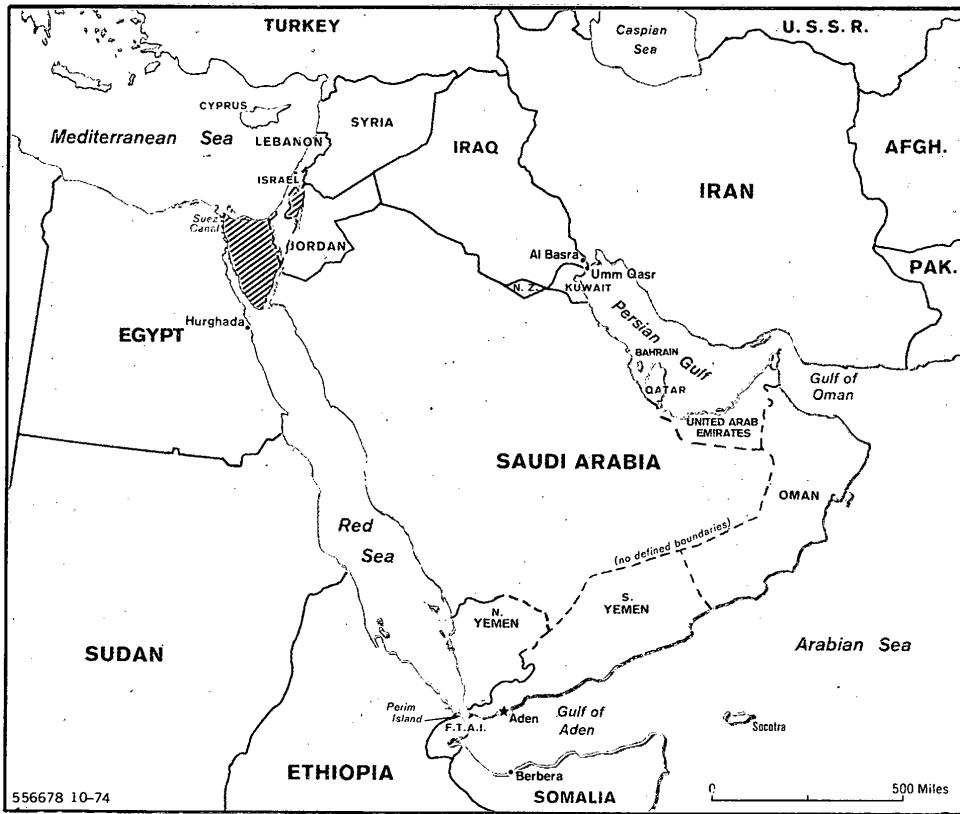 TURKEY
Caspian
Sea
U.S.S.R.
CYPRUS
Mediterranean Sea
LEBANON
SYRIA
IRAQ
AFGH.
ISRAEL
IRAN
Suez
Canal
JORDAN
Al Basra
Umm Qasr
PAK.
N. Z.
KUWAIT
Hurghada
EGYPT
Persian
Gulf
BAHRAIN
QATAR
Gulf of
Oman
UNITED ARAB
EMIRATES
SAUDI ARABIA
OMAN
Red
Sea
(no defined boundaries)
N.
YEMEN
S.
YEMEN
SUDAN
Arabian Sea
Perim
Island
F.T.A.I.
Aden
Gulf of
Aden
Socotra
ETHIOPIA
Berbera
SOMALIA
0 500 Miles
556678 10-74